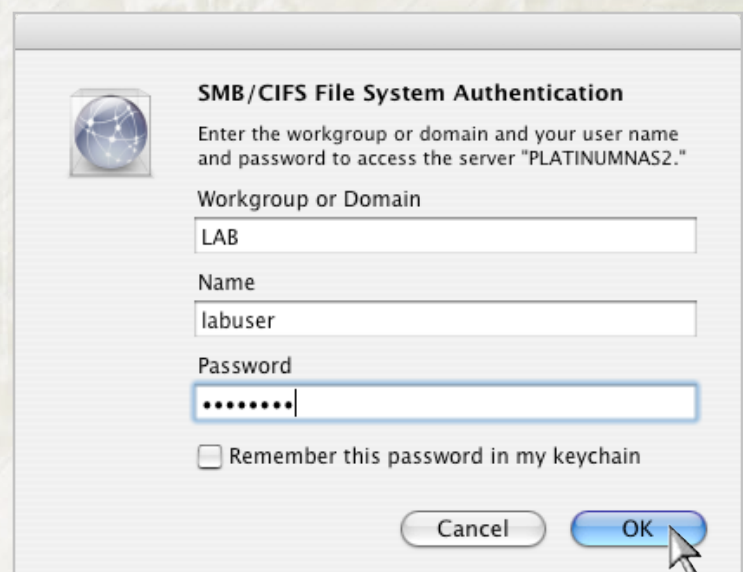 SMB/CIFS File System Authentication
Enter the workgroup or domain and your user name
and password to access the server "PLATINUMNAS2."
Workgroup or Domain
LAB
Name
labuser
Password
••••••••
Remember this password in my keychain
Cancel OK